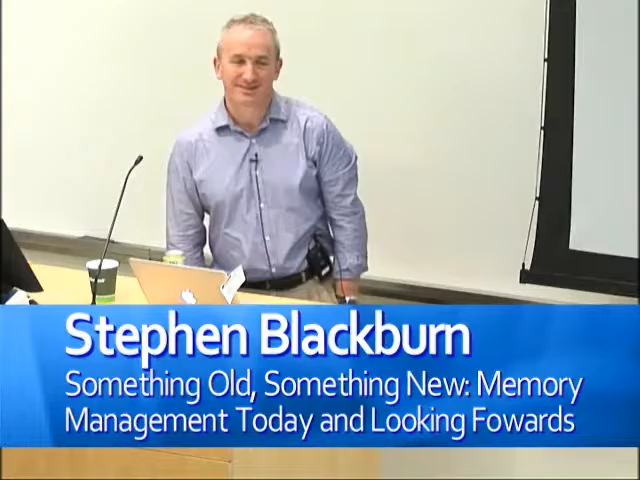 Stephen Blackburn
Something Old, Something New: Memory
Management Today and Looking Fowards